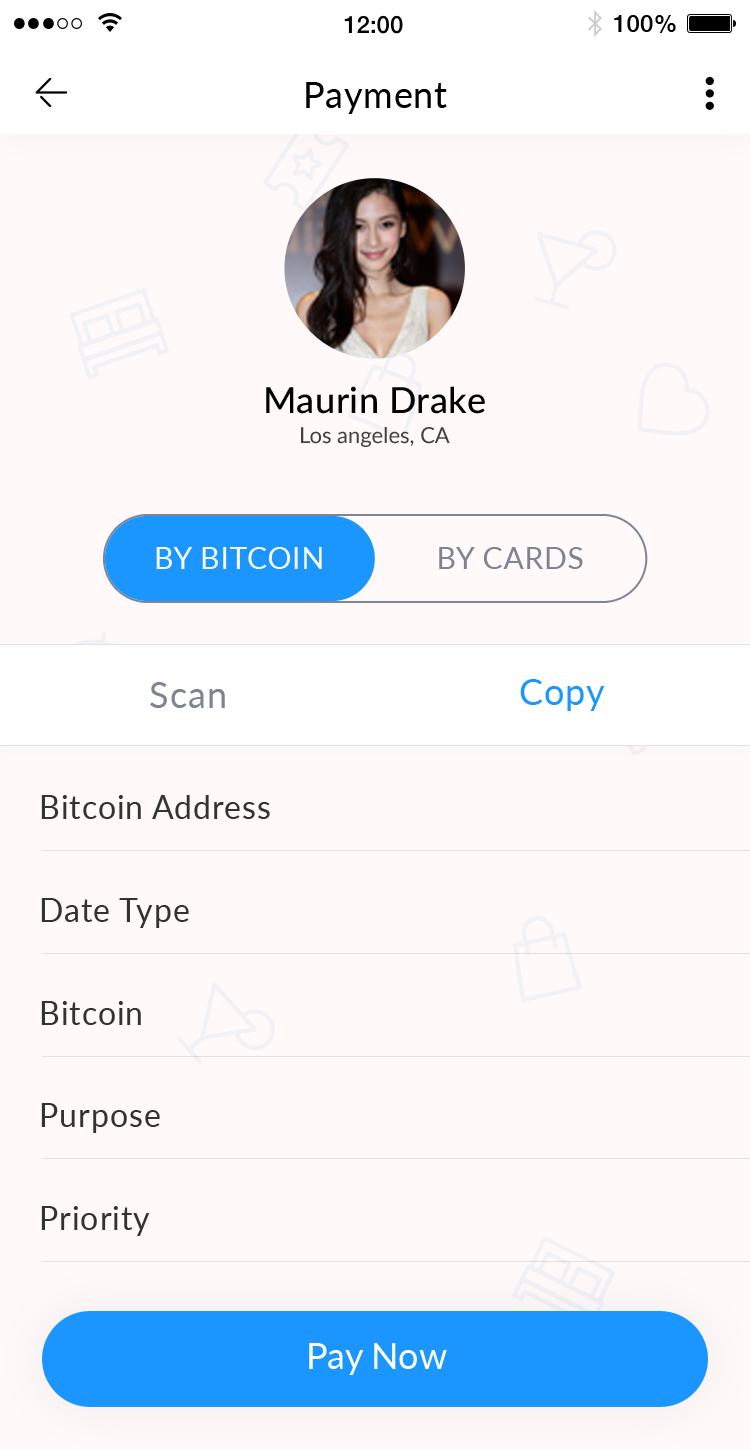 12:00
100%
Payment
Maurin Drake
Los angeles, CA
BY BITCOIN
BY CARDS
Scan
Copy
Bitcoin Address
Date Type
Bitcoin
Purpose
Priority
Pay Now